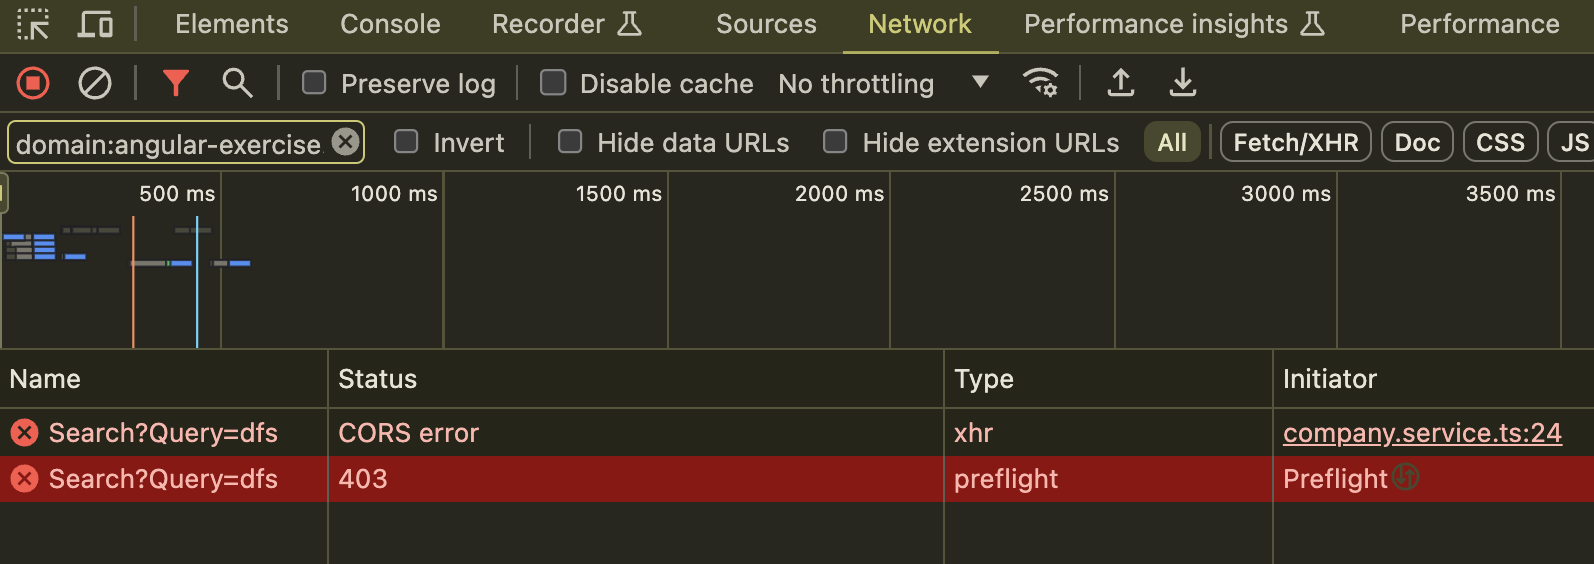 Elements Console Recorder Sources Network Performance insights Performance
Preserve log Disable cache No throttling
domain:angular-exercise. Invert Hide data URLs Hide extension URLs All Fetch/XHR Doc CSS JS
500 ms 1000 ms 1500 ms 2000 ms 2500 ms 3000 ms 3500 ms
Name Status Type Initiator
Search?Query=dfs CORS error xhr company.service.ts:24
Search?Query=dfs 403 preflight Preflight